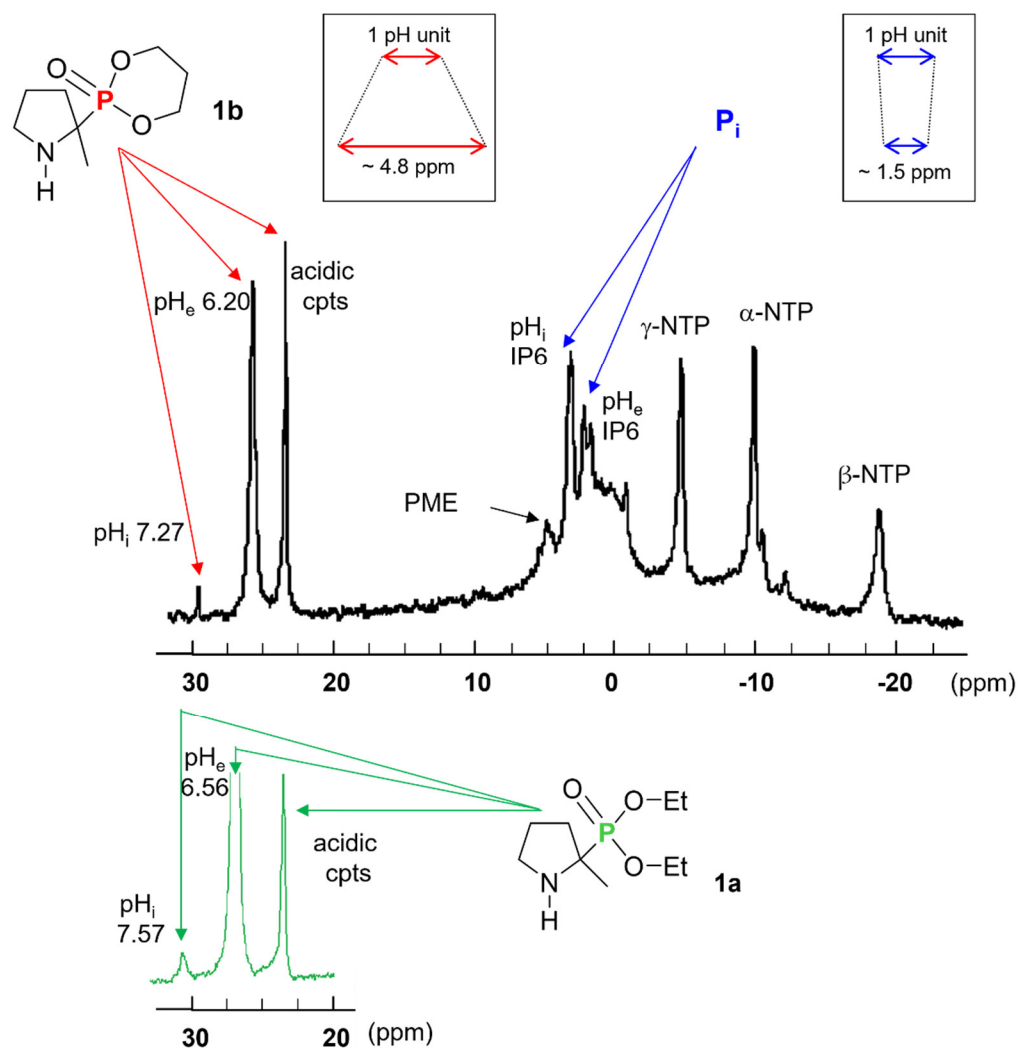 1 pH unit
~ 4.8 ppm
1 pH unit
~ 1.5 ppm
O
O
P
O
N
H
1b
Pi
pHe 6.20
acidic
cpts
pHi
IP6
pHe
IP6
γ-NTP
α-NTP
β-NTP
PME
pHi 7.27
30
20
10
0
-10
-20
(ppm)
pHe
6.56
acidic
cpts
pHi
7.57
30
20
(ppm)
O
O-Et
P
O-Et
N
H
1a